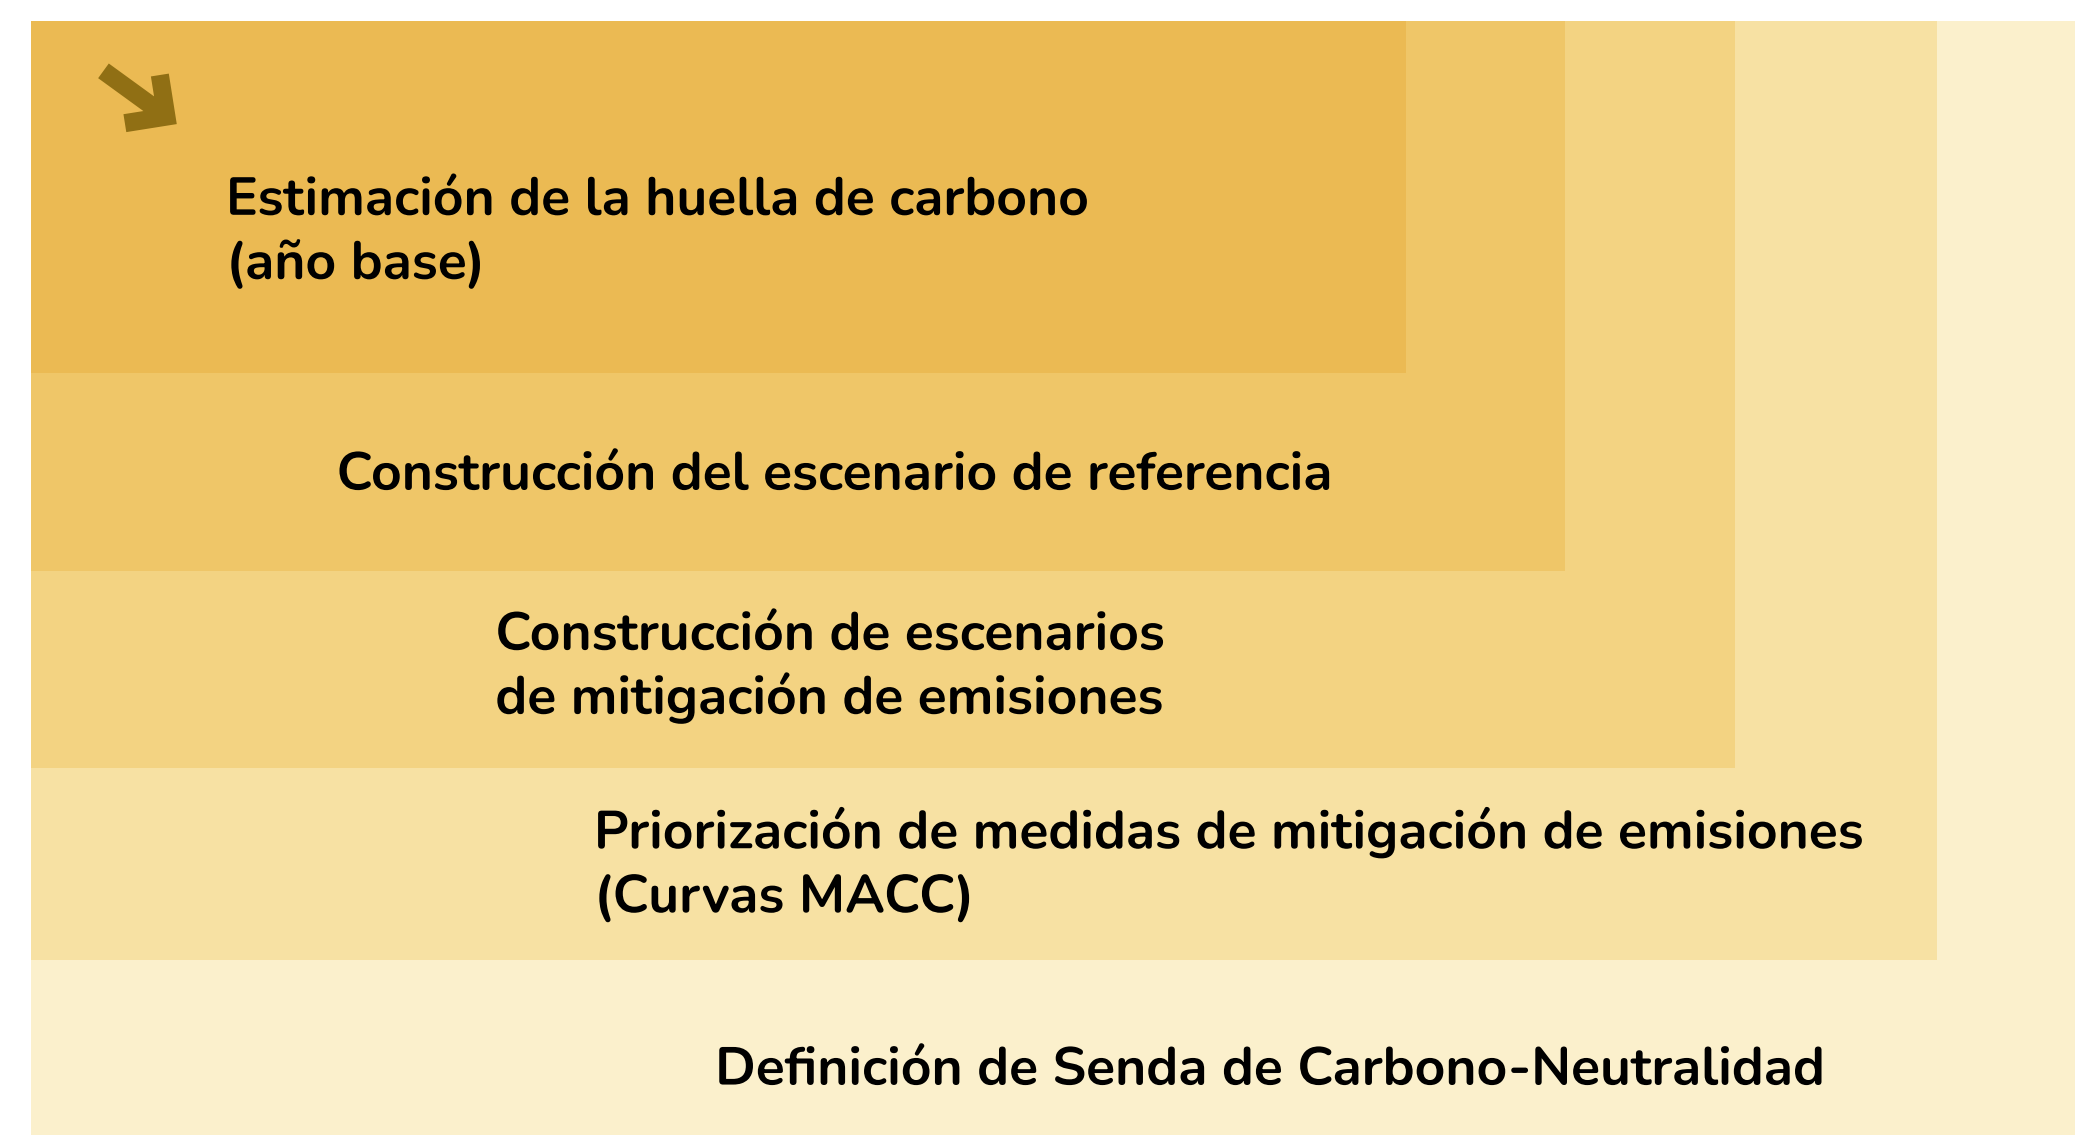 Estimación de la huella de carbono
(año base)
Construcción del escenario de referencia
Construcción de escenarios
de mitigación de emisiones
Priorización de medidas de mitigación de emisiones
(Curvas MACC)
Definición de Senda de Carbono-Neutralidad